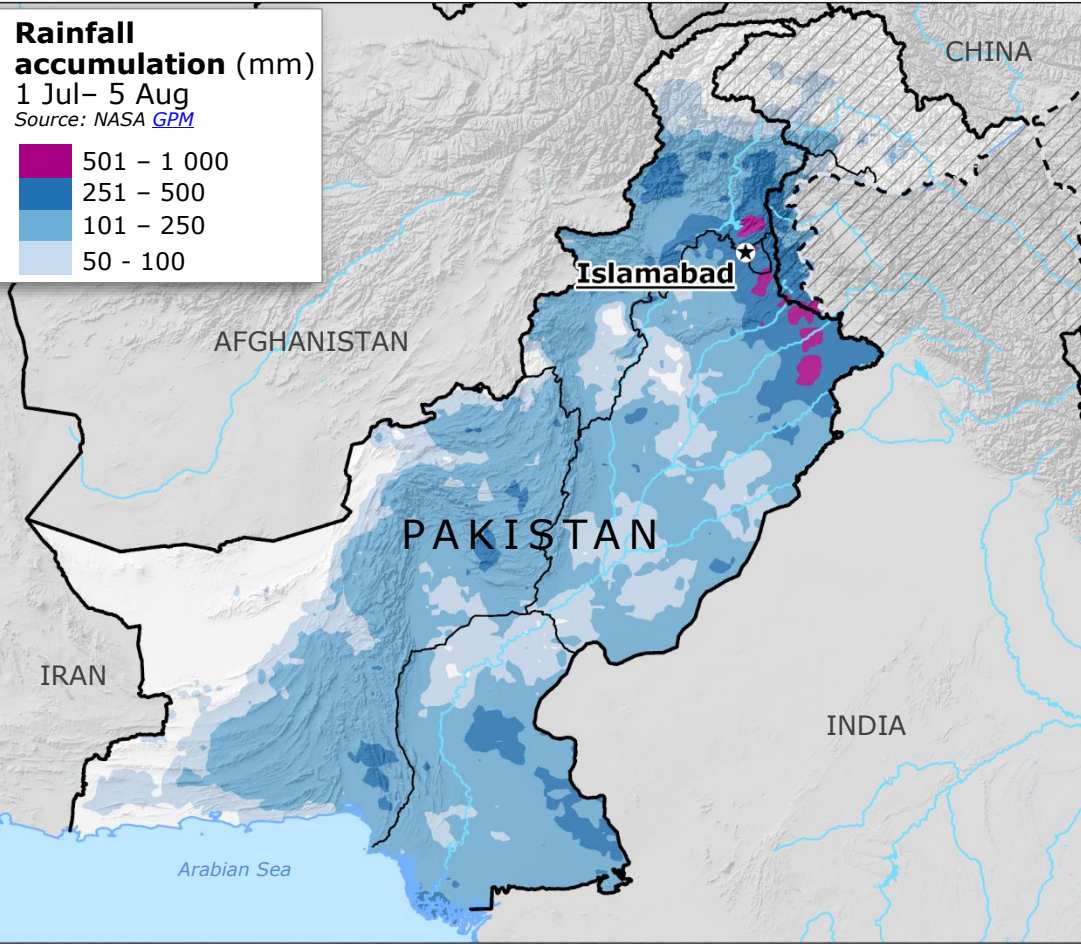 Rainfall
accumulation (mm)
1 Jul– 5 Aug
Source: NASA GPM
501 – 1 000
251 – 500
101 – 250
50 - 100
CHINA
Islamabad
AFGHANISTAN
PAKISTAN
IRAN
INDIA
Arabian Sea